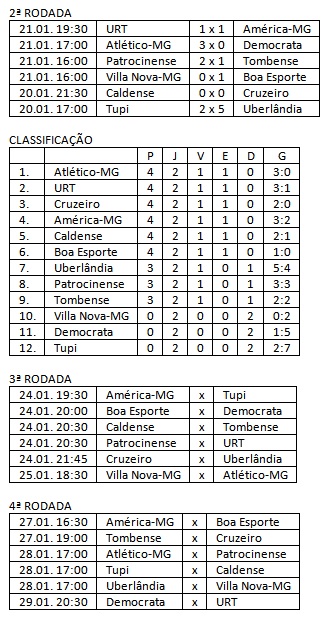 2ª RODADA
21.01. 19:30 URT 1 x 1 América-MG
21.01. 17:00 Atlético-MG 3 x 0 Democrata
21.01. 16:00 Patrocinense 2 x 1 Tombense
21.01. 16:00 Villa Nova-MG 0 x 1 Boa Esporte
20.01. 21:30 Caldense 0 x 0 Cruzeiro
20.01. 17:00 Tupi 2 x 5 Uberlândia
CLASSIFICAÇÃO
P J V E D G
1. Atlético-MG 4 2 1 1 0 3:0
2. URT 4 2 1 1 0 3:1
3. Cruzeiro 4 2 1 1 0 2:0
4. América-MG 4 2 1 1 0 3:2
5. Caldense 4 2 1 1 0 2:1
6. Boa Esporte 4 2 1 1 0 1:0
7. Uberlândia 3 2 1 0 1 5:4
8. Patrocinense 3 2 1 0 1 3:3
9. Tombense 3 2 1 0 1 2:2
10. Villa Nova-MG 0 2 0 0 2 0:2
11. Democrata 0 2 0 0 2 1:5
12. Tupi 0 2 0 0 2 2:7
3ª RODADA
24.01. 19:30 América-MG x Tupi
24.01. 20:00 Boa Esporte x Democrata
24.01. 20:30 Caldense x Tombense
24.01. 20:30 Patrocinense x URT
24.01. 21:45 Cruzeiro x Uberlândia
25.01. 18:30 Villa Nova-MG x Atlético-MG
4ª RODADA
27.01. 16:30 América-MG x Boa Esporte
27.01. 19:00 Tombense x Cruzeiro
28.01. 17:00 Atlético-MG x Patrocinense
28.01. 17:00 Tupi x Caldense
28.01. 17:00 Uberlândia x Villa Nova-MG
29.01. 20:30 Democrata x URT